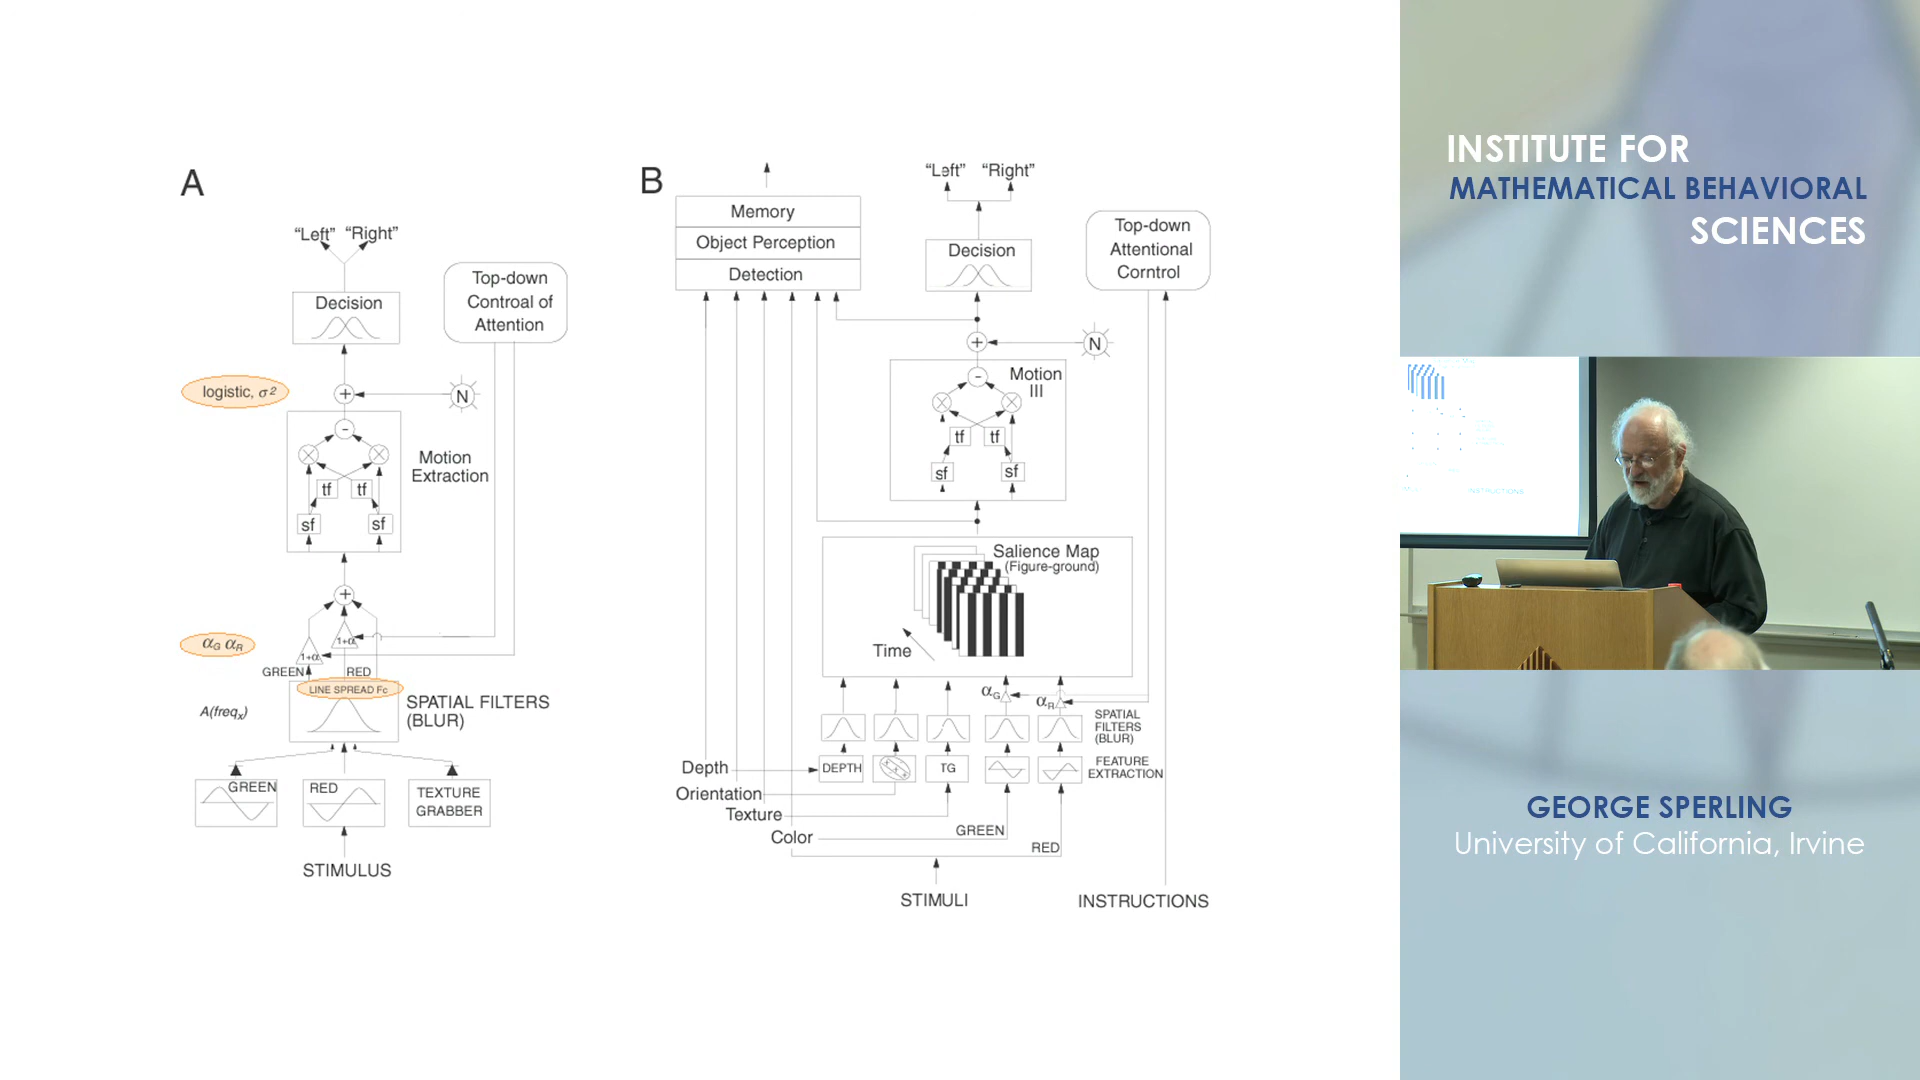 A
“Left” “Right”
Decision
Top-down
Controal of
Attention
logistic, σ²
+
N
-
Motion
Extraction
tf tf
sf sf
+
αG αR
1+α
1+α
GREEN RED
LINE SPREAD Fc
A(freqx)
SPATIAL FILTERS
(BLUR)
GREEN
RED
TEXTURE
GRABBER
STIMULUS
B
Memory
Object Perception
Detection
“Left” “Right”
Decision
Top-down
Attentional
Corntrol
+
N
-
Motion
III
tf tf
sf sf
Salience Map
(Figure-ground)
Time
αG
αR
SPATIAL
FILTERS
(BLUR)
Depth
DEPTH
TG
FEATURE
EXTRACTION
Orientation
Texture
Color
GREEN
RED
STIMULI
INSTRUCTIONS
INSTITUTE FOR
MATHEMATICAL BEHAVIORAL
SCIENCES
INSTRUCTIONS
GEORGE SPERLING
University of California, Irvine